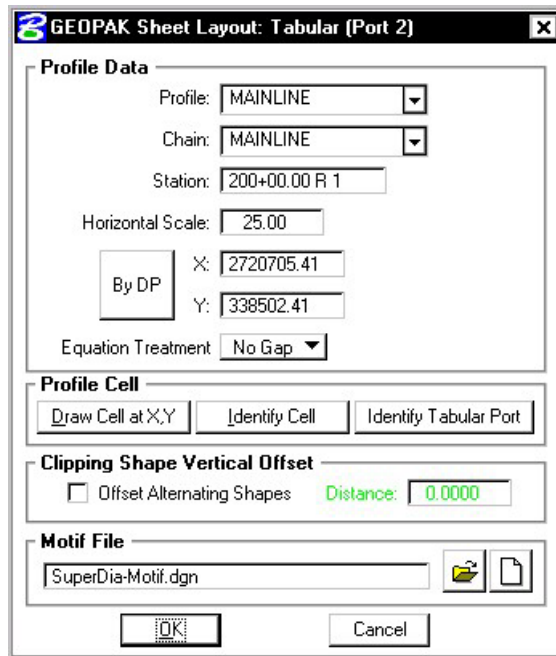 GEOPAK Sheet Layout: Tabular (Port 2)
Profile Data
Profile: MAINLINE
Chain: MAINLINE
Station: 200+00.00 R 1
Horizontal Scale: 25.00
By DP
X: 2720705.41
Y: 338502.41
Equation Treatment No Gap
Profile Cell
Draw Cell at X,Y Identify Cell Identify Tabular Port
Clipping Shape Vertical Offset
Offset Alternating Shapes Distance: 0.0000
Motif File
SuperDia-Motif.dgn
OK Cancel